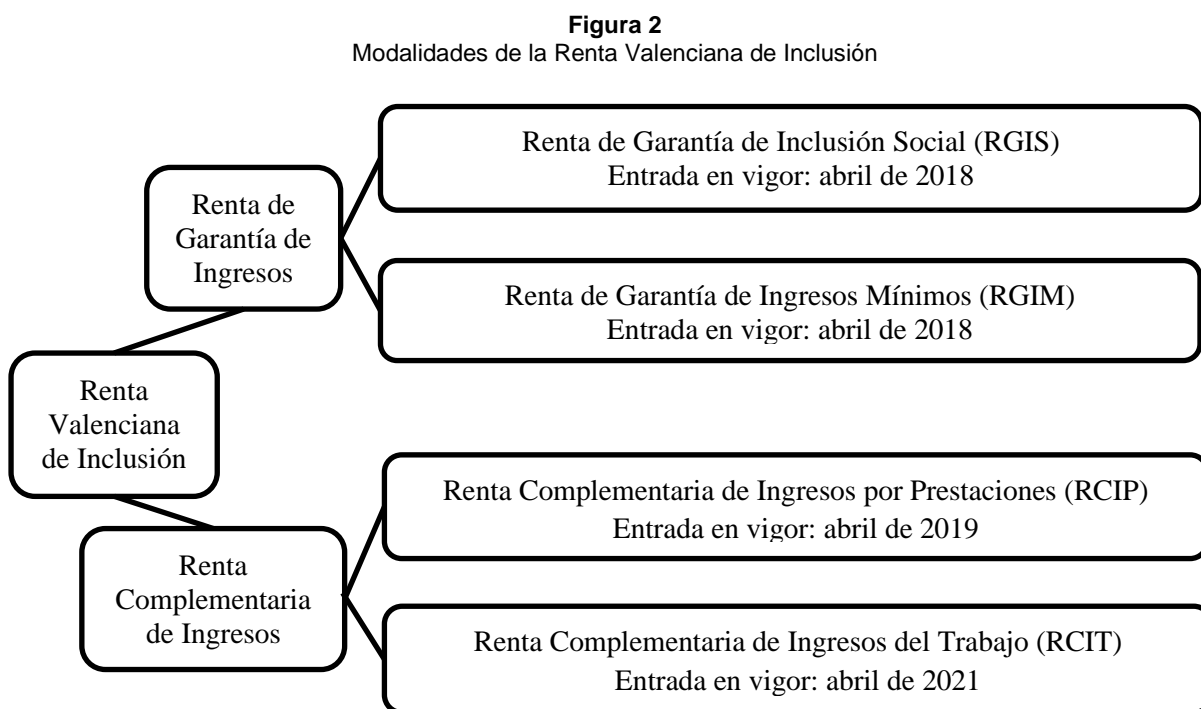 Figura 2
Modalidades de la Renta Valenciana de Inclusión
Renta de Garantía de Inclusión Social (RGIS)
Entrada en vigor: abril de 2018
Renta de
Garantía de
Ingresos
Renta de Garantía de Ingresos Mínimos (RGIM)
Entrada en vigor: abril de 2018
Renta
Valenciana
de Inclusión
Renta Complementaria de Ingresos por Prestaciones (RCIP)
Entrada en vigor: abril de 2019
Renta
Complementaria
de Ingresos
Renta Complementaria de Ingresos del Trabajo (RCIT)
Entrada en vigor: abril de 2021